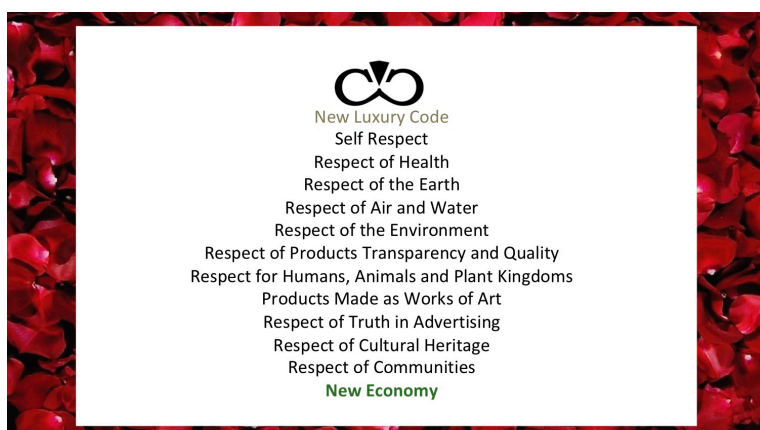 New Luxury Code
Self Respect
Respect of Health
Respect of the Earth
Respect of Air and Water
Respect of the Environment
Respect of Products Transparency and Quality
Respect for Humans, Animals and Plant Kingdoms
Products Made as Works of Art
Respect of Truth in Advertising
Respect of Cultural Heritage
Respect of Communities
New Economy